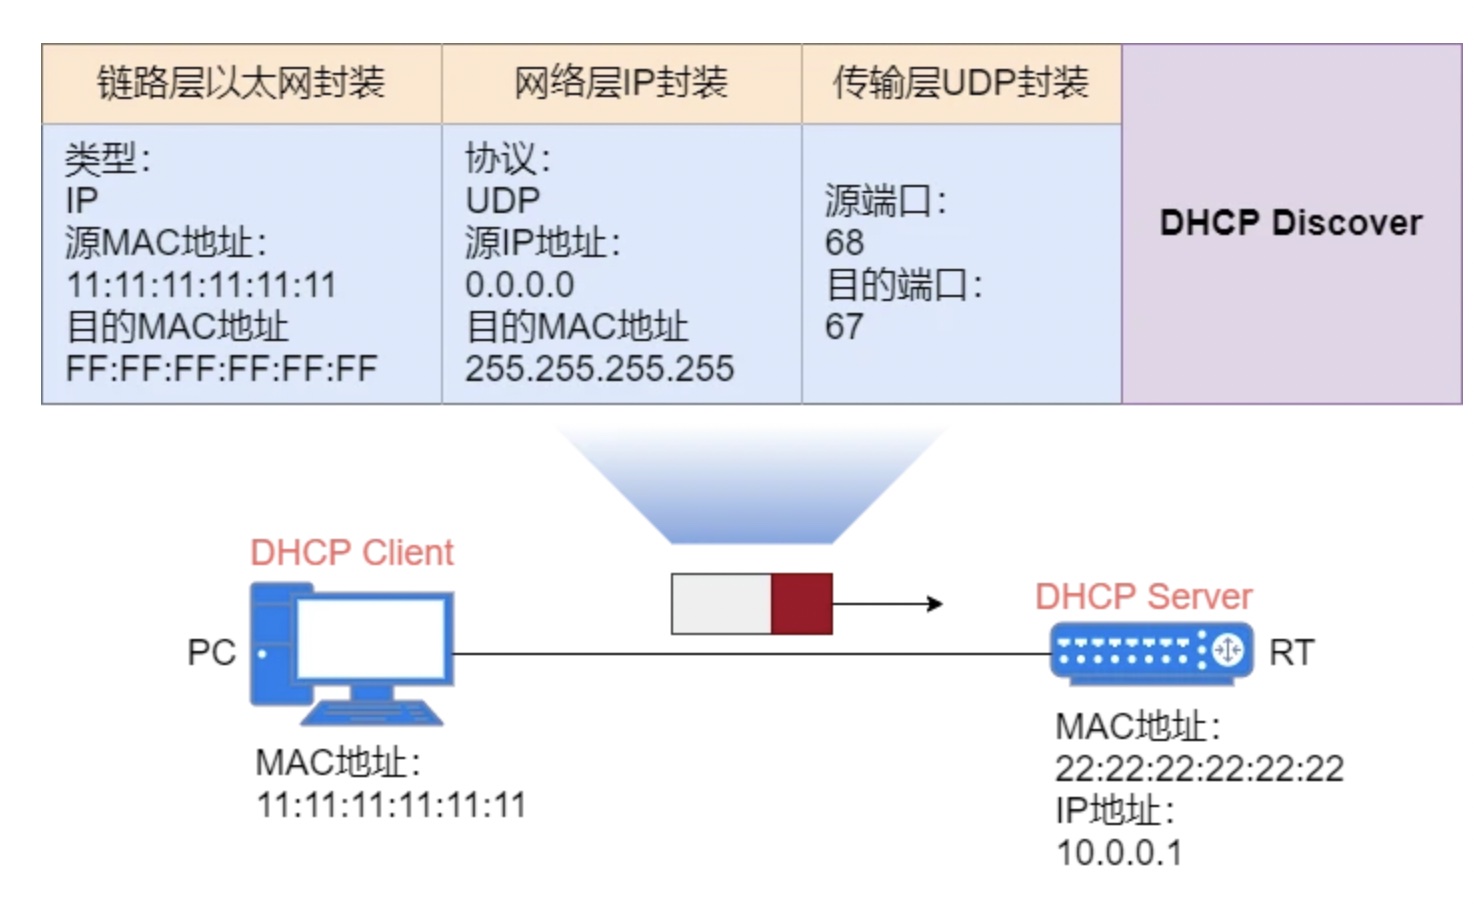 链路层以太网封装
网络层IP封装
传输层UDP封装
类型：
IP
源MAC地址：
11:11:11:11:11:11
目的MAC地址
FF:FF:FF:FF:FF:FF
协议：
UDP
源IP地址：
0.0.0.0
目的MAC地址
255.255.255.255
源端口：
68
目的端口：
67
DHCP Discover
DHCP Client
PC
MAC地址：
11:11:11:11:11:11
DHCP Server
RT
MAC地址：
22:22:22:22:22:22
IP地址：
10.0.0.1